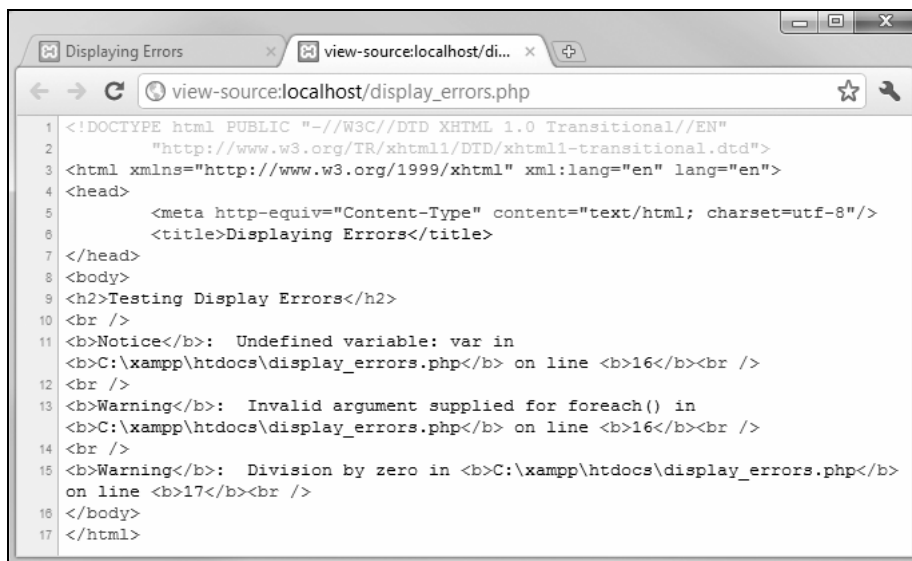 Displaying Errors
view-source:localhost/di...
view-source:localhost/display_errors.php
1 <!DOCTYPE html PUBLIC "-//W3C//DTD XHTML 1.0 Transitional//EN"
2 "http://www.w3.org/TR/xhtml1/DTD/xhtml1-transitional.dtd">
3 <html xmlns="http://www.w3.org/1999/xhtml" xml:lang="en" lang="en">
4 <head>
5 <meta http-equiv="Content-Type" content="text/html; charset=utf-8"/>
6 <title>Displaying Errors</title>
7 </head>
8 <body>
9 <h2>Testing Display Errors</h2>
10 <br />
11 <b>Notice</b>:  Undefined variable: var in
<b>C:\xampp\htdocs\display_errors.php</b> on line <b>16</b><br />
12 <br />
13 <b>Warning</b>:  Invalid argument supplied for foreach() in
<b>C:\xampp\htdocs\display_errors.php</b> on line <b>16</b><br />
14 <br />
15 <b>Warning</b>:  Division by zero in <b>C:\xampp\htdocs\display_errors.php</b>
on line <b>17</b><br />
16 </body>
17 </html>